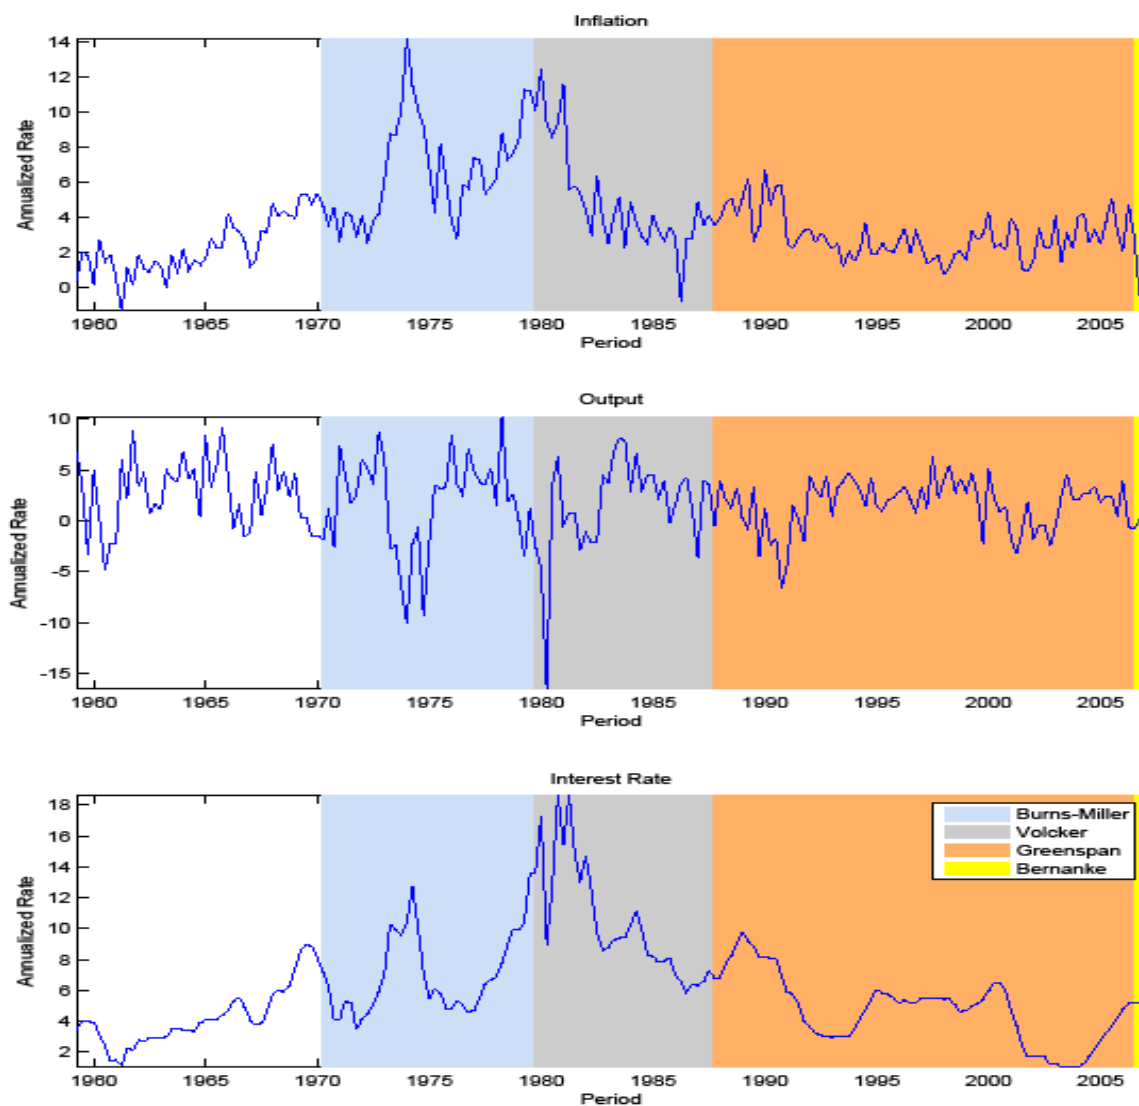 Inflation
14
12
10
8
6
4
2
0
Annualized Rate
1960 1965 1970 1975 1980 1985 1990 1995 2000 2005
Period
Output
10
5
0
-5
-10
-15
Annualized Rate
1960 1965 1970 1975 1980 1985 1990 1995 2000 2005
Period
Interest Rate
18
16
14
12
10
8
6
4
2
Annualized Rate
Burns-Miller
Volcker
Greenspan
Bernanke
1960 1965 1970 1975 1980 1985 1990 1995 2000 2005
Period